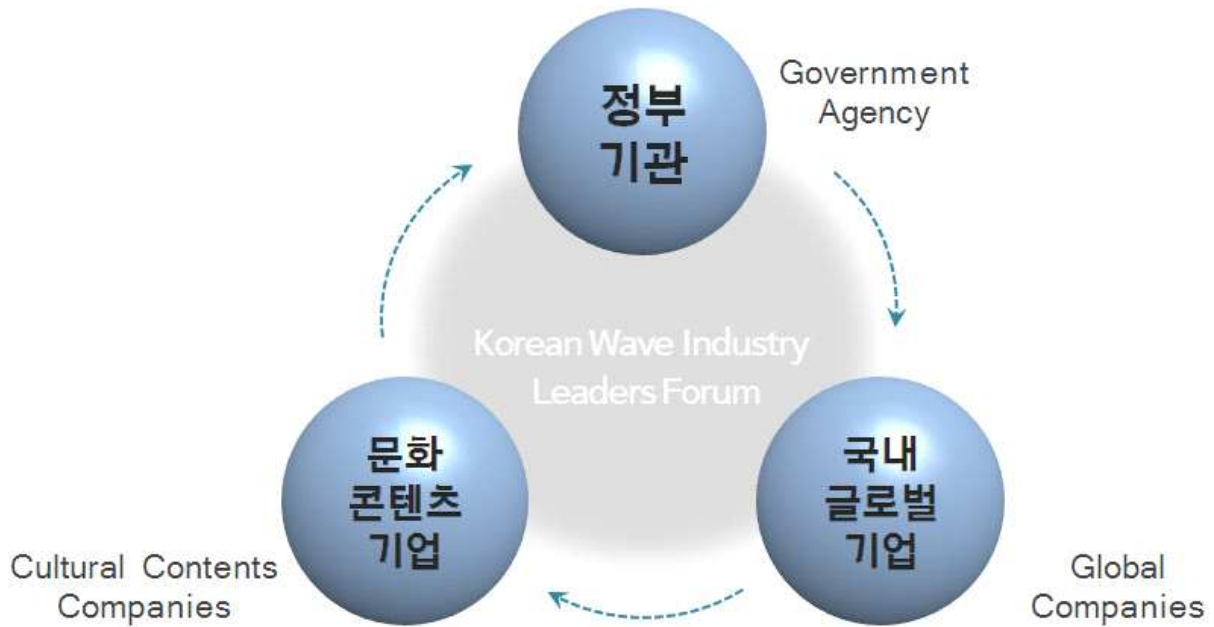 정부
기관
Government
Agency
Korean Wave Industry
Leaders Forum
문화
콘텐츠
기업
Cultural Contents
Companies
국내
글로벌
기업
Global
Companies